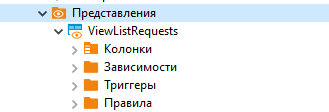 Представления
ViewListRequests
Колонки
Зависимости
Триггеры
Правила